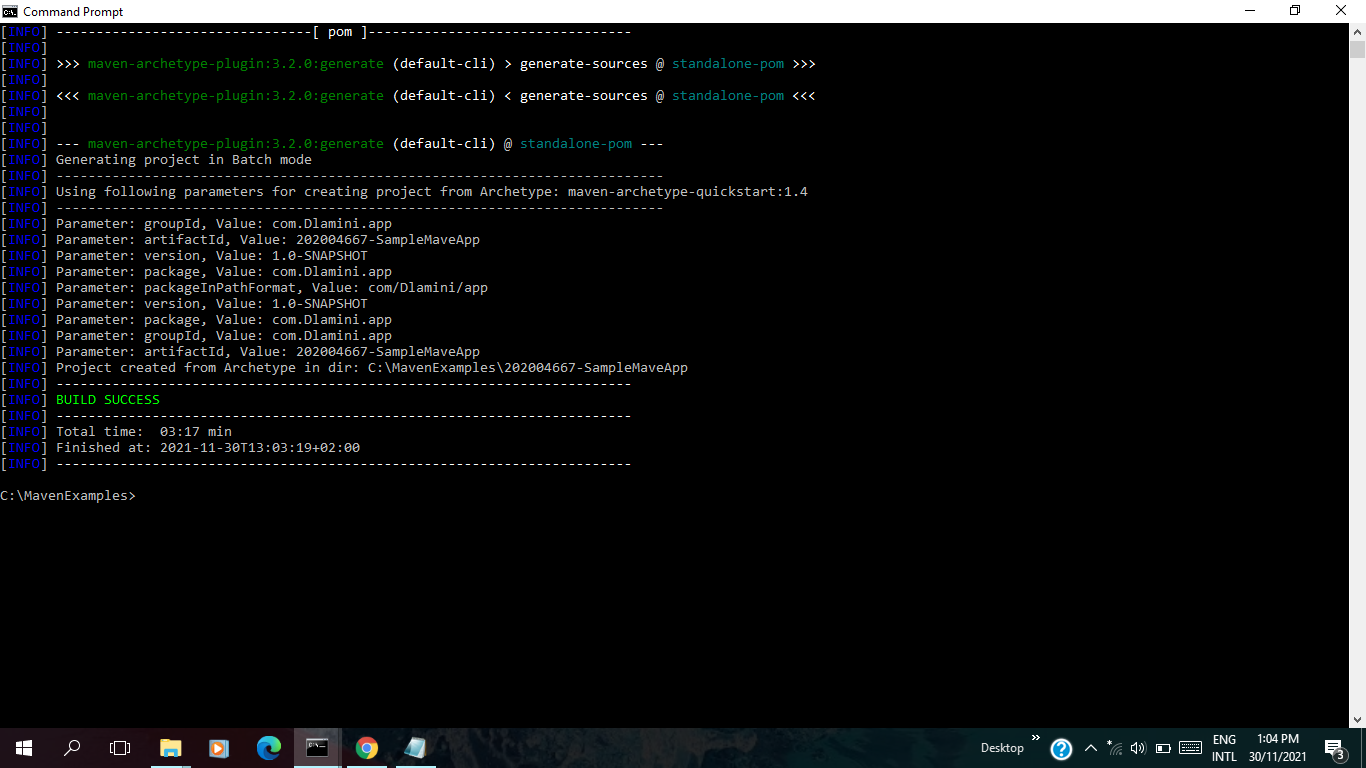 Command Prompt
[INFO] --------------------------------[ pom ]---------------------------------
[INFO]
[INFO] >>> maven-archetype-plugin:3.2.0:generate (default-cli) > generate-sources @ standalone-pom >>>
[INFO]
[INFO] <<< maven-archetype-plugin:3.2.0:generate (default-cli) < generate-sources @ standalone-pom <<<
[INFO]
[INFO]
[INFO] --- maven-archetype-plugin:3.2.0:generate (default-cli) @ standalone-pom ---
[INFO] Generating project in Batch mode
[INFO] ----------------------------------------------------------------------------
[INFO] Using following parameters for creating project from Archetype: maven-archetype-quickstart:1.4
[INFO] ----------------------------------------------------------------------------
[INFO] Parameter: groupId, Value: com.Dlamini.app
[INFO] Parameter: artifactId, Value: 202004667-SampleMaveApp
[INFO] Parameter: version, Value: 1.0-SNAPSHOT
[INFO] Parameter: package, Value: com.Dlamini.app
[INFO] Parameter: packageInPathFormat, Value: com/Dlamini/app
[INFO] Parameter: version, Value: 1.0-SNAPSHOT
[INFO] Parameter: package, Value: com.Dlamini.app
[INFO] Parameter: groupId, Value: com.Dlamini.app
[INFO] Parameter: artifactId, Value: 202004667-SampleMaveApp
[INFO] Project created from Archetype in dir: C:\MavenExamples\202004667-SampleMaveApp
[INFO] ------------------------------------------------------------------------
[INFO] BUILD SUCCESS
[INFO] ------------------------------------------------------------------------
[INFO] Total time:  03:17 min
[INFO] Finished at: 2021-11-30T13:03:19+02:00
[INFO] ------------------------------------------------------------------------
C:\MavenExamples>
Desktop
ENG
INTL
1:04 PM
30/11/2021
3